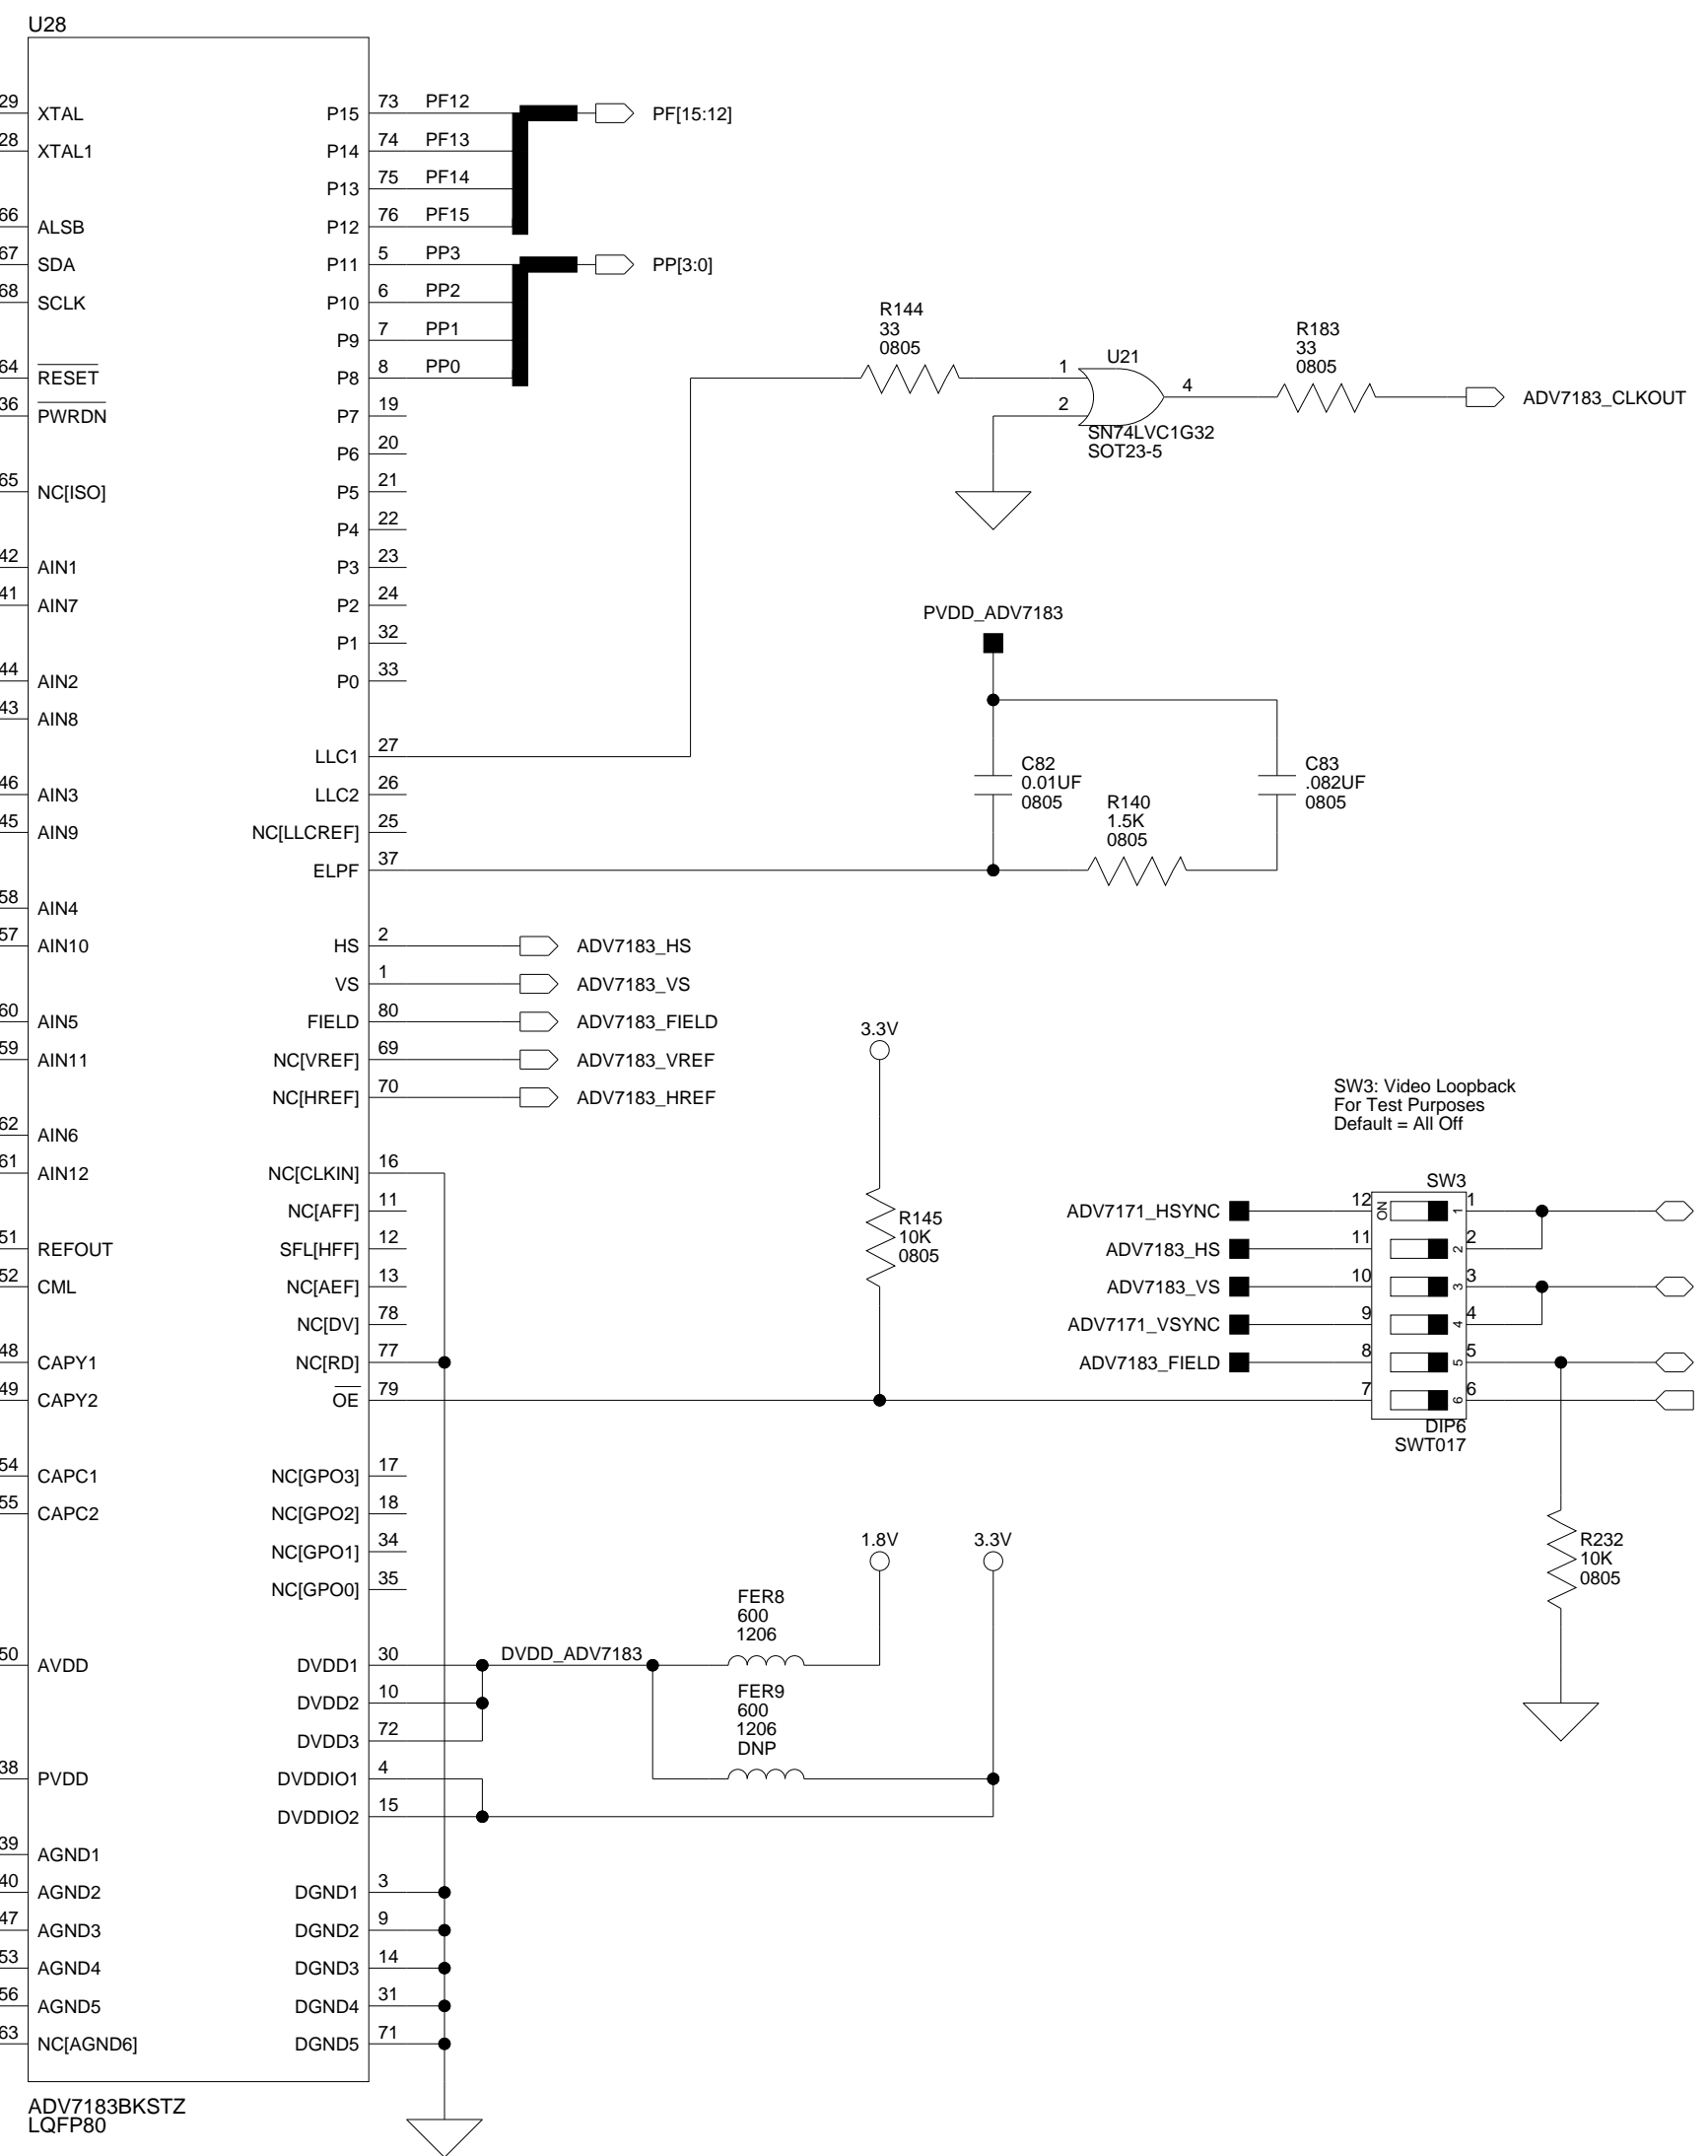 U28
29 XTAL P15 73 PF12 PF[15:12]
28 XTAL1 P14 74 PF13
P13 75 PF14
66 ALSB P12 76 PF15
67 SDA P11 5 PP3 PP[3:0]
68 SCLK P10 6 PP2
P9 7 PP1
64 RESET P8 8 PP0
36 PWRDN P7 19
P6 20
65 NC[ISO] P5 21
P4 22
42 AIN1 P3 23
41 AIN7 P2 24
P1 32
44 AIN2 P0 33
43 AIN8
LLC1 27
46 AIN3 LLC2 26
45 AIN9 NC[LLCREF] 25
ELPF 37
58 AIN4
57 AIN10 HS 2 ADV7183_HS
VS 1 ADV7183_VS
60 AIN5 FIELD 80 ADV7183_FIELD
59 AIN11 NC[VREF] 69 ADV7183_VREF
NC[HREF] 70 ADV7183_HREF
62 AIN6
61 AIN12 NC[CLKIN] 16
NC[AFF] 11
51 REFOUT SFL[HFF] 12
52 CML NC[AEF] 13
NC[DV] 78
48 CAPY1 NC[RD] 77
49 CAPY2 OE 79
54 CAPC1 NC[GPO3] 17
55 CAPC2 NC[GPO2] 18
NC[GPO1] 34
NC[GPO0] 35
50 AVDD DVDD1 30 DVDD_ADV7183
DVDD2 10
DVDD3 72
38 PVDD DVDDIO1 4
DVDDIO2 15
39 AGND1
40 AGND2 DGND1 3
47 AGND3 DGND2 9
53 AGND4 DGND3 14
56 AGND5 DGND4 31
63 NC[AGND6] DGND5 71
ADV7183BKSTZ
LQFP80
R144
33
0805
1
2
U21
4
SN74LVC1G32
SOT23-5
R183
33
0805
ADV7183_CLKOUT
PVDD_ADV7183
C82
0.01UF
0805
R140
1.5K
0805
C83
.082UF
0805
3.3V
R145
10K
0805
SW3: Video Loopback
For Test Purposes
Default = All Off
SW3
ADV7171_HSYNC 12 ON 1 1
ADV7183_HS 11 2 2
ADV7183_VS 10 3 3
ADV7171_VSYNC 9 4 4
ADV7183_FIELD 8 5 5
7 6 6
DIP6
SWT017
R232
10K
0805
1.8V
3.3V
FER8
600
1206
FER9
600
1206
DNP